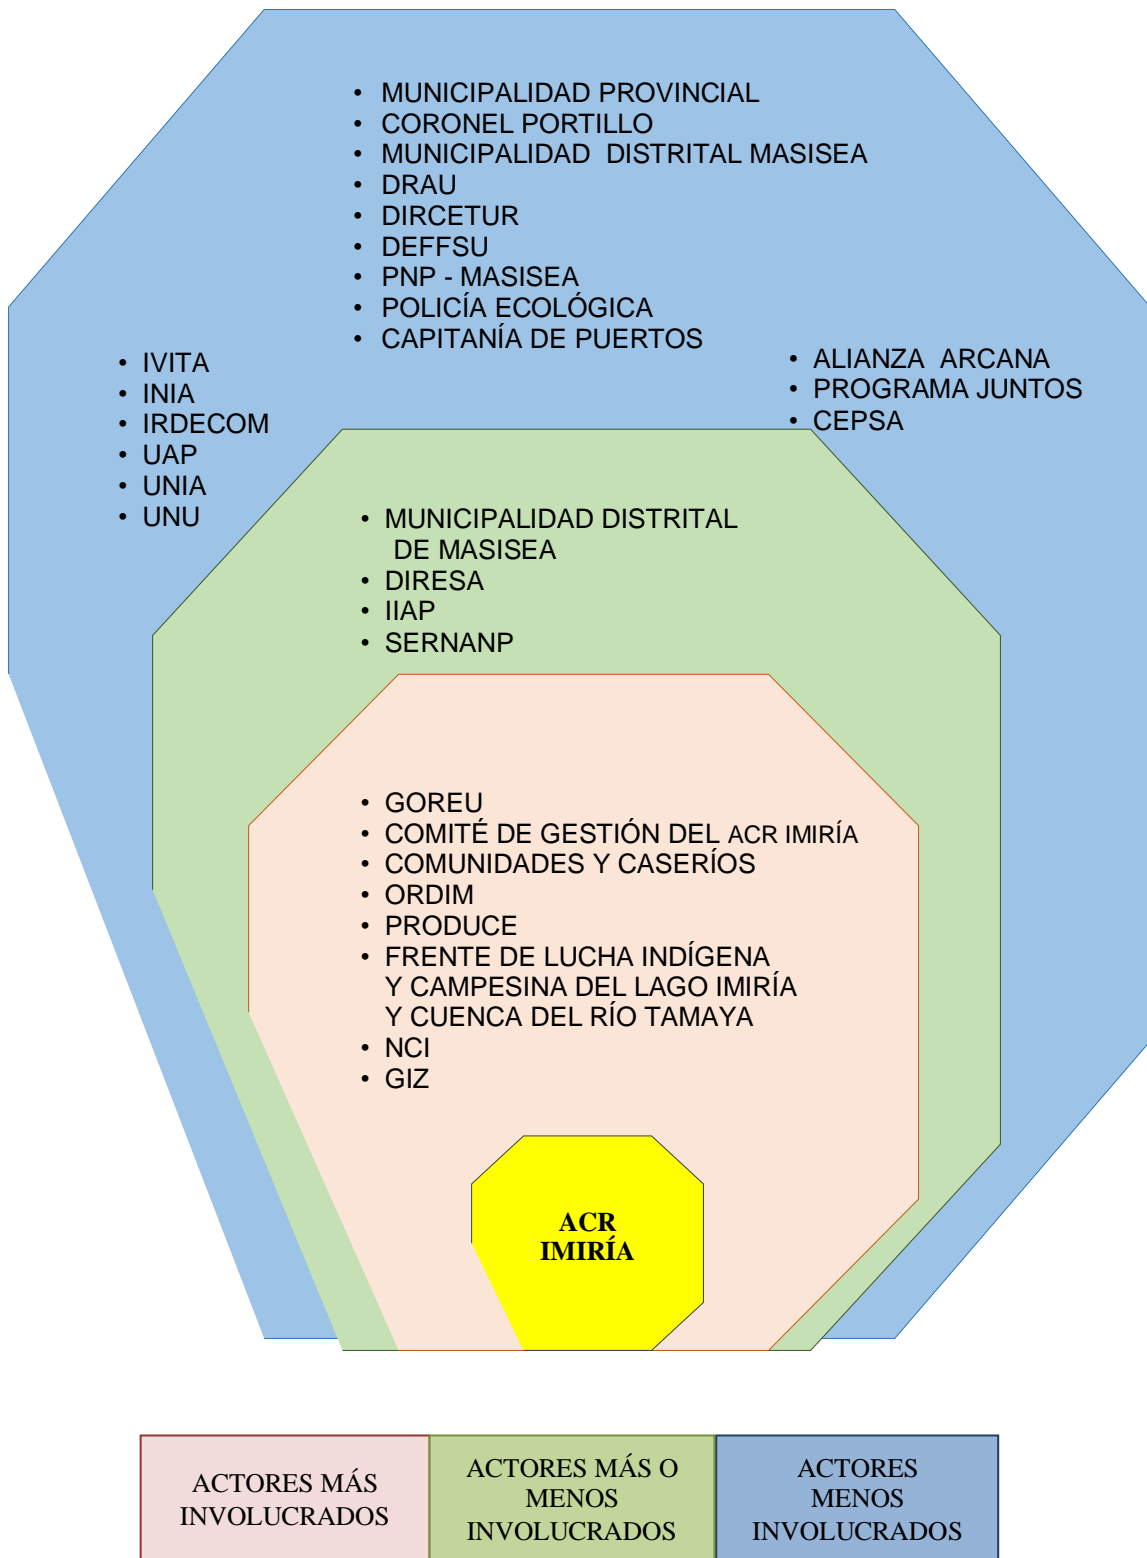 • MUNICIPALIDAD PROVINCIAL
• CORONEL PORTILLO
• MUNICIPALIDAD DISTRITAL MASISEA
• DRAU
• DIRCETUR
• DEFFSU
• PNP - MASISEA
• POLICÍA ECOLÓGICA
• CAPITANÍA DE PUERTOS
• IVITA
• INIA
• IRDECOM
• UAP
• UNIA
• UNU
• ALIANZA ARCANA
• PROGRAMA JUNTOS
• CEPSA
• MUNICIPALIDAD DISTRITAL
DE MASISEA
• DIRESA
• IIAP
• SERNANP
• GOREU
• COMITÉ DE GESTIÓN DEL ACR IMIRÍA
• COMUNIDADES Y CASERÍOS
• ORDIM
• PRODUCE
• FRENTE DE LUCHA INDÍGENA
Y CAMPESINA DEL LAGO IMIRÍA
Y CUENCA DEL RÍO TAMAYA
• NCI
• GIZ
ACR
IMIRÍA
ACTORES MÁS
INVOLUCRADOS
ACTORES MÁS O
MENOS
INVOLUCRADOS
ACTORES
MENOS
INVOLUCRADOS